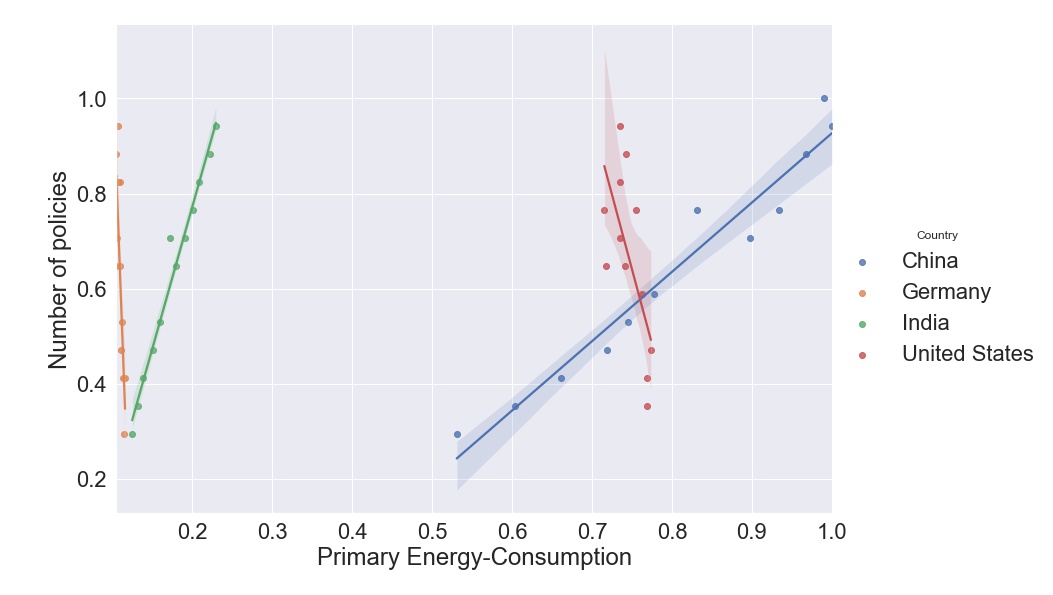 1.0
0.8
0.6
0.4
0.2
Number of policies
0.2 0.3 0.4 0.5 0.6 0.7 0.8 0.9 1.0
Primary Energy-Consumption
Country
China
Germany
India
United States